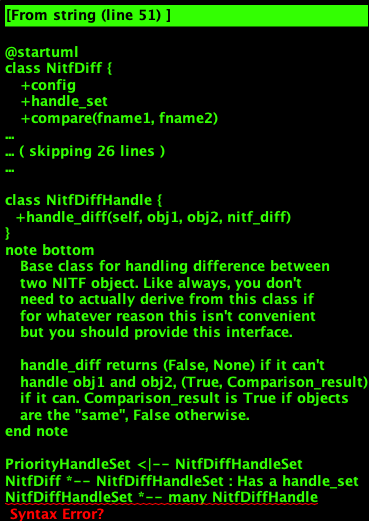 [From string (line 51) ]
@startuml
class NitfDiff {
+config
+handle_set
+compare(fname1, fname2)
...
... ( skipping 26 lines )
...
class NitfDiffHandle {
+handle_diff(self, obj1, obj2, nitf_diff)
}
note bottom
Base class for handling difference between
two NITF object. Like always, you don't
need to actually derive from this class if
for whatever reason this isn't convenient
but you should provide this interface.
handle_diff returns (False, None) if it can't
handle obj1 and obj2, (True, Comparison_result)
if it can. Comparison_result is True if objects
are the "same", False otherwise.
end note
PriorityHandleSet <|-- NitfDiffHandleSet
NitfDiff *-- NitfDiffHandleSet : Has a handle_set
NitfDiffHandleSet *-- many NitfDiffHandle
Syntax Error?